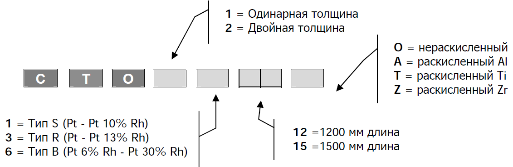 1 = Одинарная толщина
2 = Двойная толщина
O = нераскисленный
A = раскисленный Al
T = раскисленный Ti
Z = раскисленный Zr
C T O
1 = Тип S (Pt - Pt 10% Rh)
3 = Тип R (Pt - Pt 13% Rh)
6 = Тип B (Pt 6% Rh - Pt 30% Rh)
12 =1200 мм длина
15 =1500 мм длина